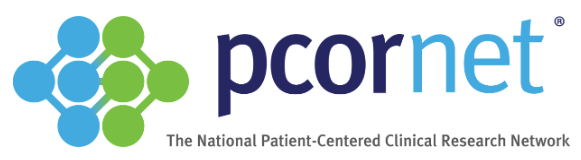 pcornet®
The National Patient-Centered Clinical Research Network